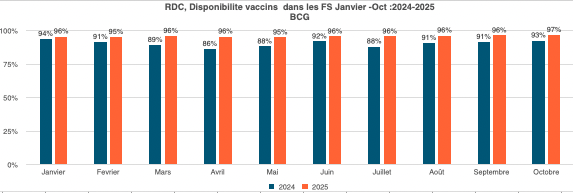 RDC, Disponibilite vaccins dans les FS Janvier -Oct :2024-2025
BCG
100%
75%
50%
25%
0%
94% 96% 91% 95% 89% 96% 86% 96% 88% 95% 92% 96% 88% 96% 91% 96% 91% 96% 93% 97%
Janvier Fevrier Mars Avril Mai Juin Juillet Août Septembre Octobre
2024 2025